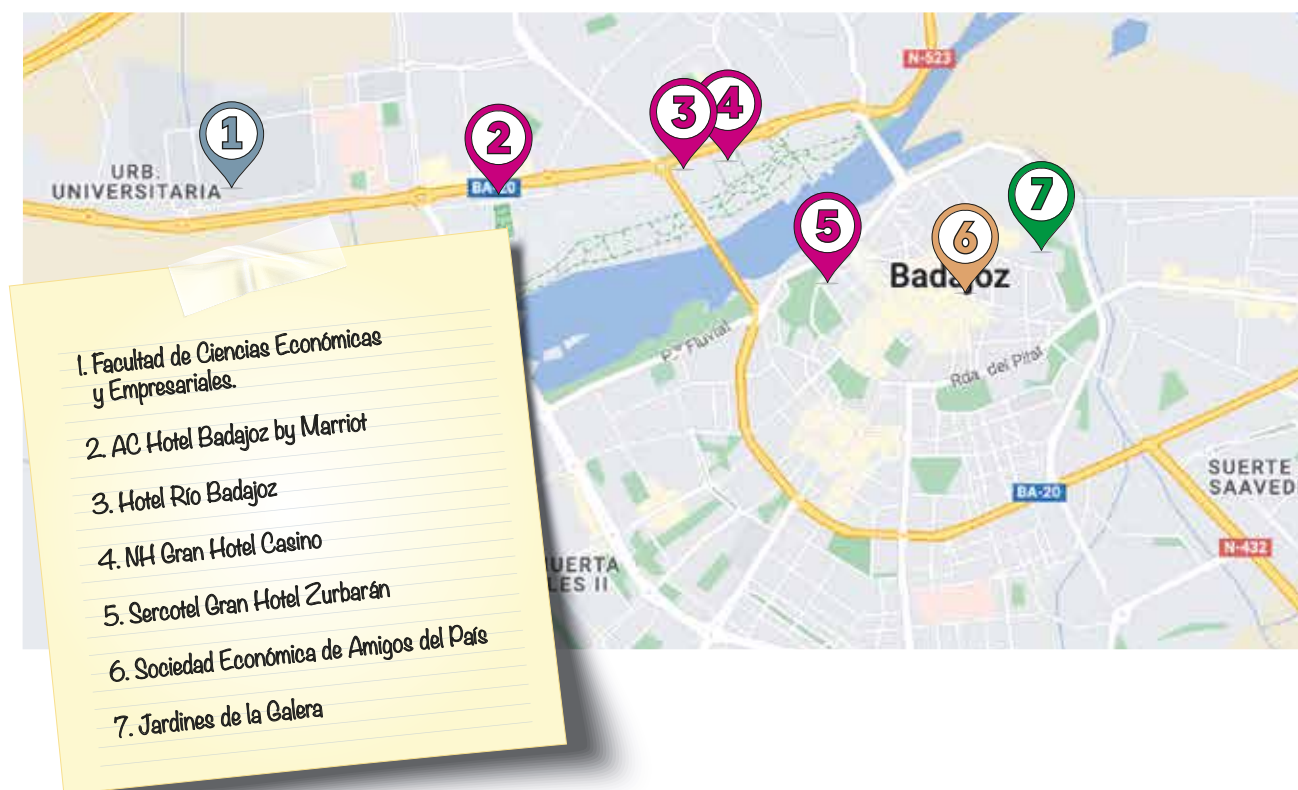 N-523
1
2
3
4
5
6
7
URB.
UNIVERSITARIA
BA-20
Badajoz
Pº Fluvial
Rda. del Pilar
BA-20
SUERTE
SAAVED
N-432
UERTA
LES II
1. Facultad de Ciencias Económicas
y Empresariales.
2. AC Hotel Badajoz by Marriot
3. Hotel Río Badajoz
4. NH Gran Hotel Casino
5. Sercotel Gran Hotel Zurbarán
6. Sociedad Económica de Amigos del País
7. Jardines de la Galera